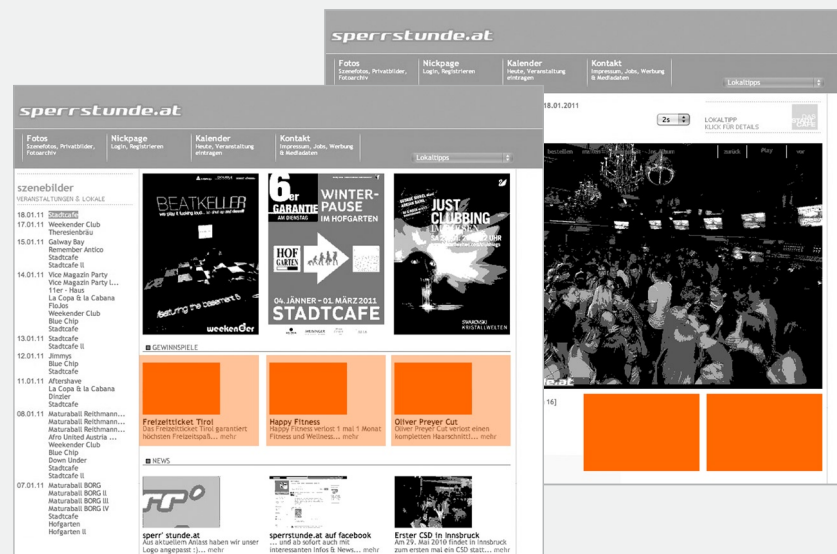 sperrstunde.at
Fotos
Szenefotos, Privatbilder,
Fotoarchiv
Nickpage
Login, Registrieren
Kalender
Heute, Veranstaltung
eintragen
Kontakt
Impressum, Jobs, Werbung
& Mediadaten
Lokaltipps
18.01.2011
2s
LOKALTIPP
KLICK FÜR DETAILS
bestellen
zurück
Play
vor
16]
sperrstunde.at
Fotos
Szenefotos, Privatbilder,
Fotoarchiv
Nickpage
Login, Registrieren
Kalender
Heute, Veranstaltung
eintragen
Kontakt
Impressum, Jobs, Werbung
& Mediadaten
Lokaltipps
szenebilder
VERANSTALTUNGEN & LOKALE
18.01.11 Stadtcafe
17.01.11 Weekender Club
Theresienbräu
15.01.11 Galway Bay
Remember Antico
Stadtcafe
Stadtcafe II
14.01.11 Vice Magazin Party
Vice Magazin Party I...
11er - Haus
La Copa & la Cabana
FloJos
Weekender Club
Blue Chip
Stadtcafe
13.01.11 Stadtcafe
Stadtcafe II
12.01.11 Jimmys
Blue Chip
Stadtcafe
11.01.11 Aftershave
La Copa & la Cabana
Dinzler
Stadtcafe
08.01.11 Maturaball Reithmann...
Maturaball Reithmann...
Maturaball Reithmann...
Afro United Austria ...
Weekender Club
Blue Chip
Down Under
Stadtcafe
Stadtcafe II
07.01.11 Maturaball BORG
Maturaball BORG II
Maturaball BORG III
Maturaball BORG IV
Stadtcafe
Hofgarten
Hofgarten II
BEATKELLER
featuring the basement 6
weekender
6er
GARANTIE
AM DIENSTAG
WINTER-
PAUSE
IM HOFGARTEN
HOF
GARTEN
04. JÄNNER – 01. MÄRZ 2011
STADTCAFE
JUST
CLUBBING
SWAROVSKI
KRISTALLWELTEN
GEWINNSPIELE
Freizeitticket Tirol
Das Freizeitticket Tirol garantiert
höchsten Freizeitspaß... mehr
Happy Fitness
Happy Fitness verlost 1 mal 1 Monat
Fitness und Wellness... mehr
Oliver Preyer Cut
Oliver Preyer Cut verlost einen
kompletten Haarschnitt!... mehr
NEWS
sperr° stunde.at
Aus aktuellem Anlass haben wir unser
Logo angepasst :)... mehr
sperrstunde.at auf facebook
... und ab sofort auch mit
interessanten Infos & News... mehr
Erster CSD in Innsbruck
Am 29. Mai 2010 findet in Innsbruck
zum ersten mal ein CSD statt... mehr